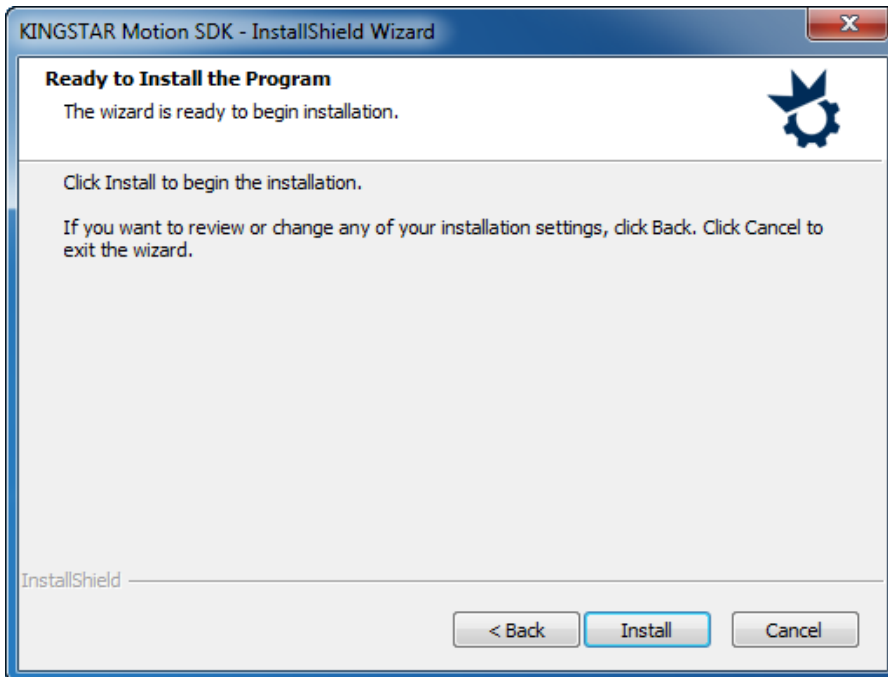 KINGSTAR Motion SDK - InstallShield Wizard
Ready to Install the Program
The wizard is ready to begin installation.
Click Install to begin the installation.
If you want to review or change any of your installation settings, click Back. Click Cancel to
exit the wizard.
InstallShield
< Back
Install
Cancel